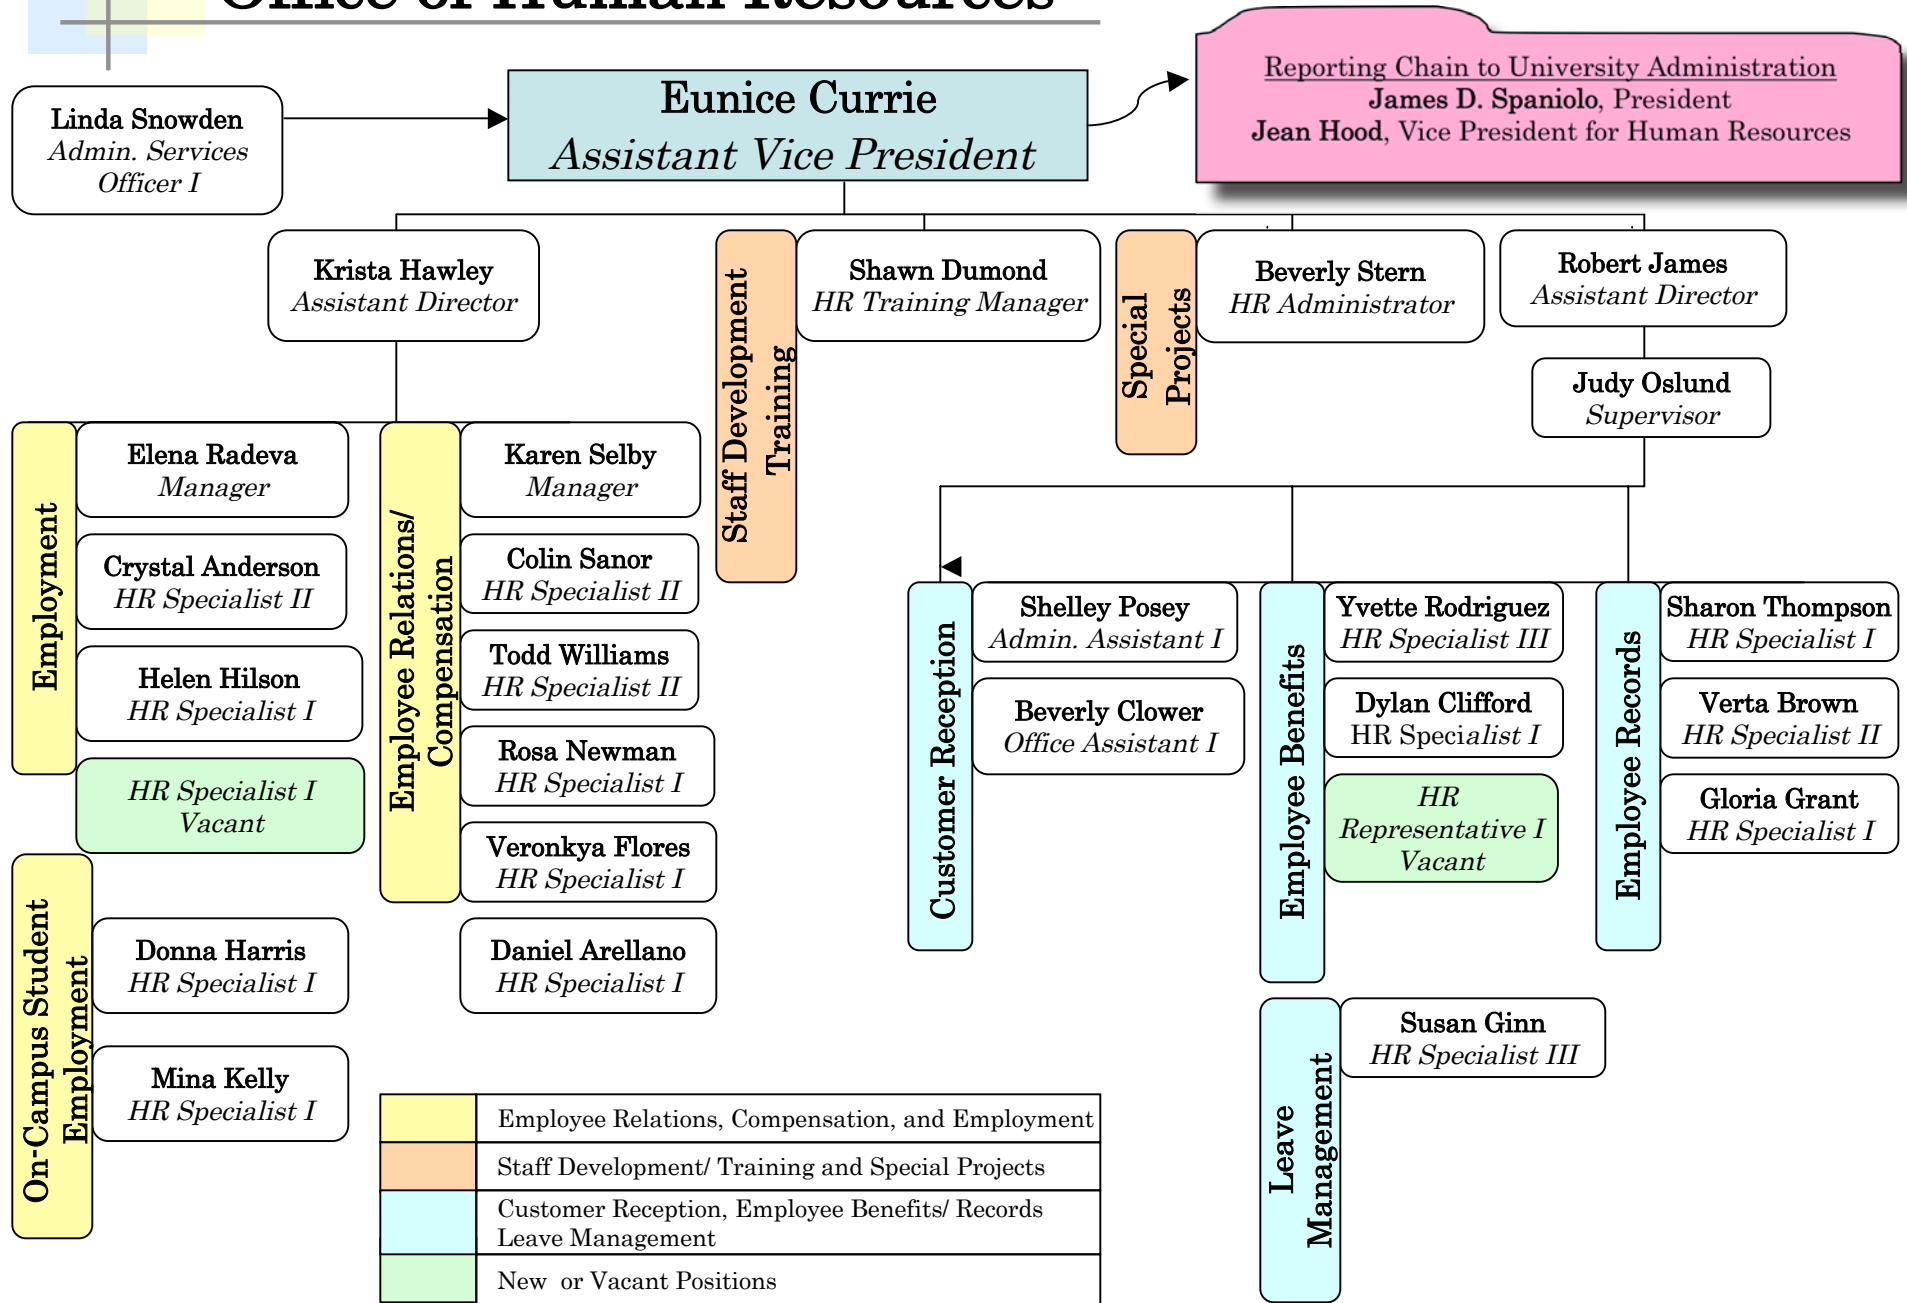 Office of Human Resources
Reporting Chain to University Administration
James D. Spaniolo, President
Jean Hood, Vice President for Human Resources
Linda Snowden
Admin. Services
Officer I
Eunice Currie
Assistant Vice President
Krista Hawley
Assistant Director
Staff Development
Training
Shawn Dumond
HR Training Manager
Special
Projects
Beverly Stern
HR Administrator
Robert James
Assistant Director
Judy Oslund
Supervisor
Employment
Elena Radeva
Manager
Crystal Anderson
HR Specialist II
Helen Hilson
HR Specialist I
HR Specialist I
Vacant
On-Campus Student
Employment
Donna Harris
HR Specialist I
Mina Kelly
HR Specialist I
Employee Relations/
Compensation
Karen Selby
Manager
Colin Sanor
HR Specialist II
Todd Williams
HR Specialist II
Rosa Newman
HR Specialist I
Veronkya Flores
HR Specialist I
Daniel Arellano
HR Specialist I
Customer Reception
Shelley Posey
Admin. Assistant I
Beverly Clower
Office Assistant I
Employee Benefits
Yvette Rodriguez
HR Specialist III
Dylan Clifford
HR Specialist I
HR
Representative I
Vacant
Employee Records
Sharon Thompson
HR Specialist I
Verta Brown
HR Specialist II
Gloria Grant
HR Specialist I
Leave
Management
Susan Ginn
HR Specialist III
Employee Relations, Compensation, and Employment
Staff Development/ Training and Special Projects
Customer Reception, Employee Benefits/ Records
Leave Management
New or Vacant Positions